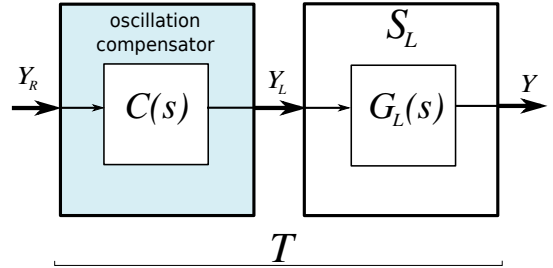 oscillation
compensator
S_L
Y_R
C(s)
Y_L
G_L(s)
Y
T